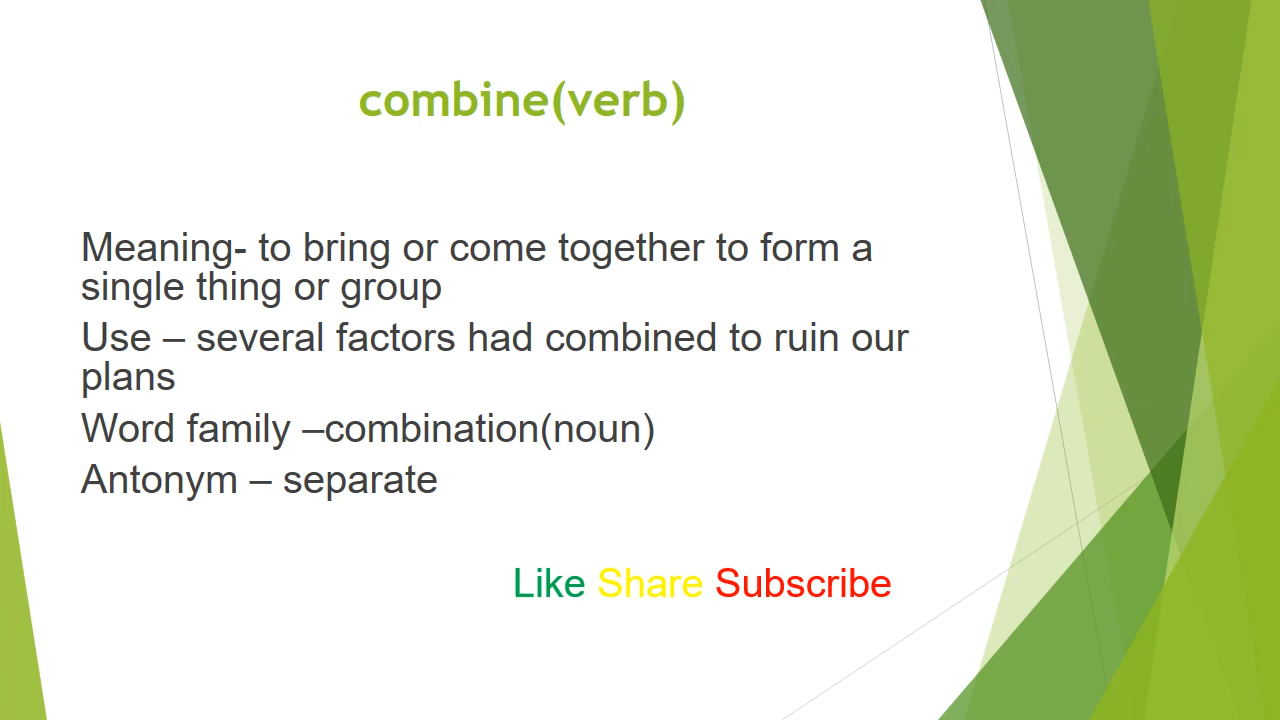 combine(verb)
Meaning- to bring or come together to form a
single thing or group
Use – several factors had combined to ruin our
plans
Word family –combination(noun)
Antonym – separate
Like Share Subscribe